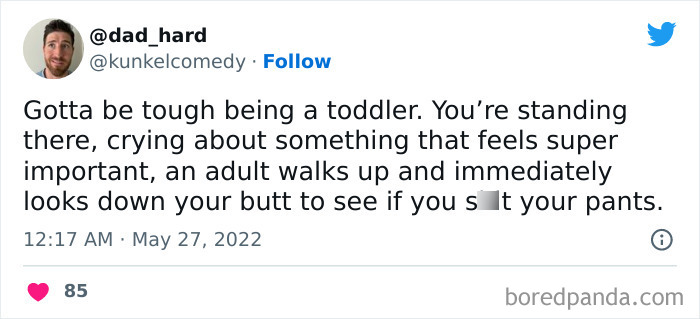 @dad_hard
@kunkelcomedy · Follow
Gotta be tough being a toddler. You’re standing
there, crying about something that feels super
important, an adult walks up and immediately
looks down your butt to see if you s t your pants.
12:17 AM · May 27, 2022
85
boredpanda.com